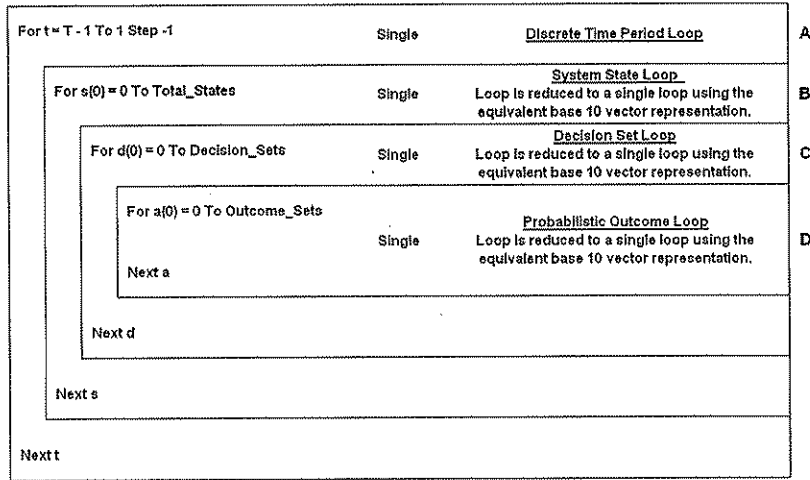 For t = T - 1 To 1 Step -1 Single Discrete Time Period Loop A
System State Loop
For s(0) = 0 To Total_States Single Loop is reduced to a single loop using the B
equivalent base 10 vector representation.
Decision Set Loop
For d(0) = 0 To Decision_Sets Single Loop is reduced to a single loop using the C
equivalent base 10 vector representation.
For a(0) = 0 To Outcome_Sets
Probabilistic Outcome Loop
Single Loop is reduced to a single loop using the D
equivalent base 10 vector representation.
Next a
Next d
Next s
Next t